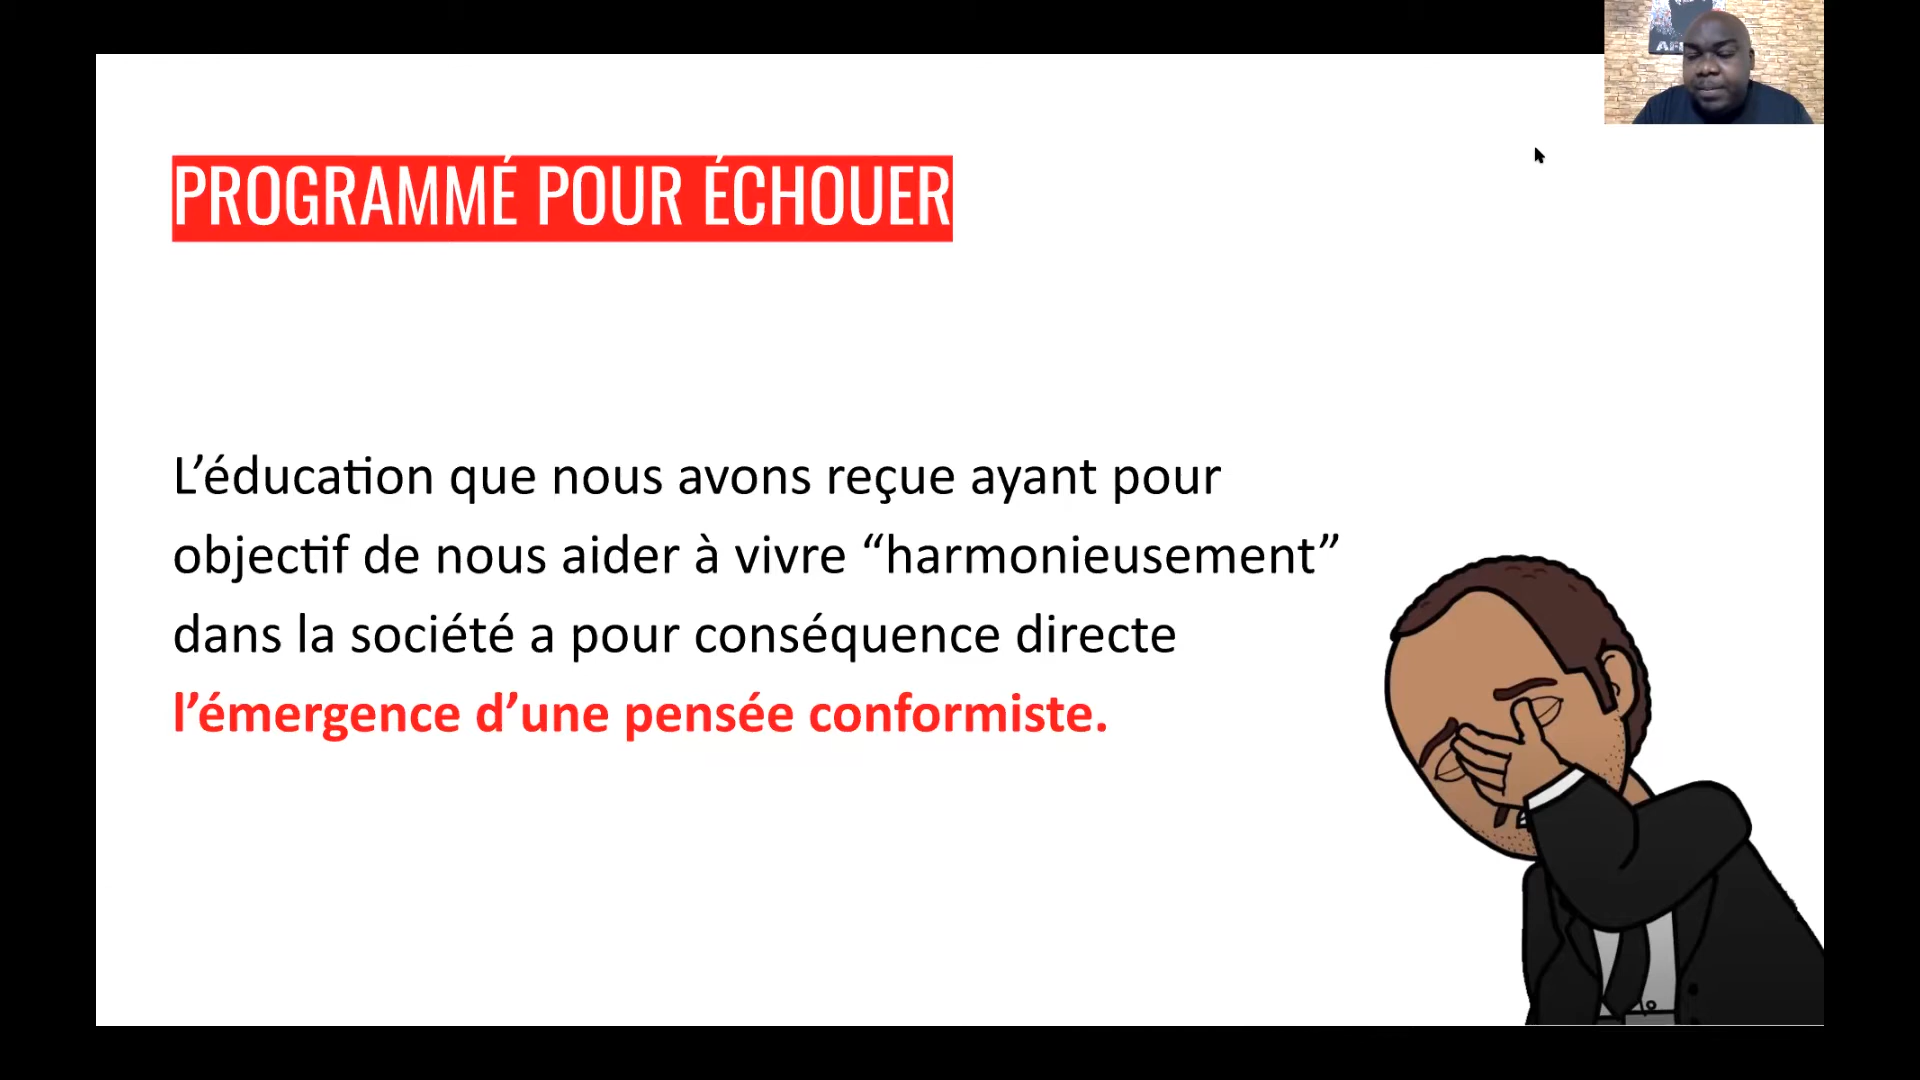 PROGRAMMÉ POUR ÉCHOUER
L’éducation que nous avons reçue ayant pour
objectif de nous aider à vivre “harmonieusement”
dans la société a pour conséquence directe
l’émergence d’une pensée conformiste.